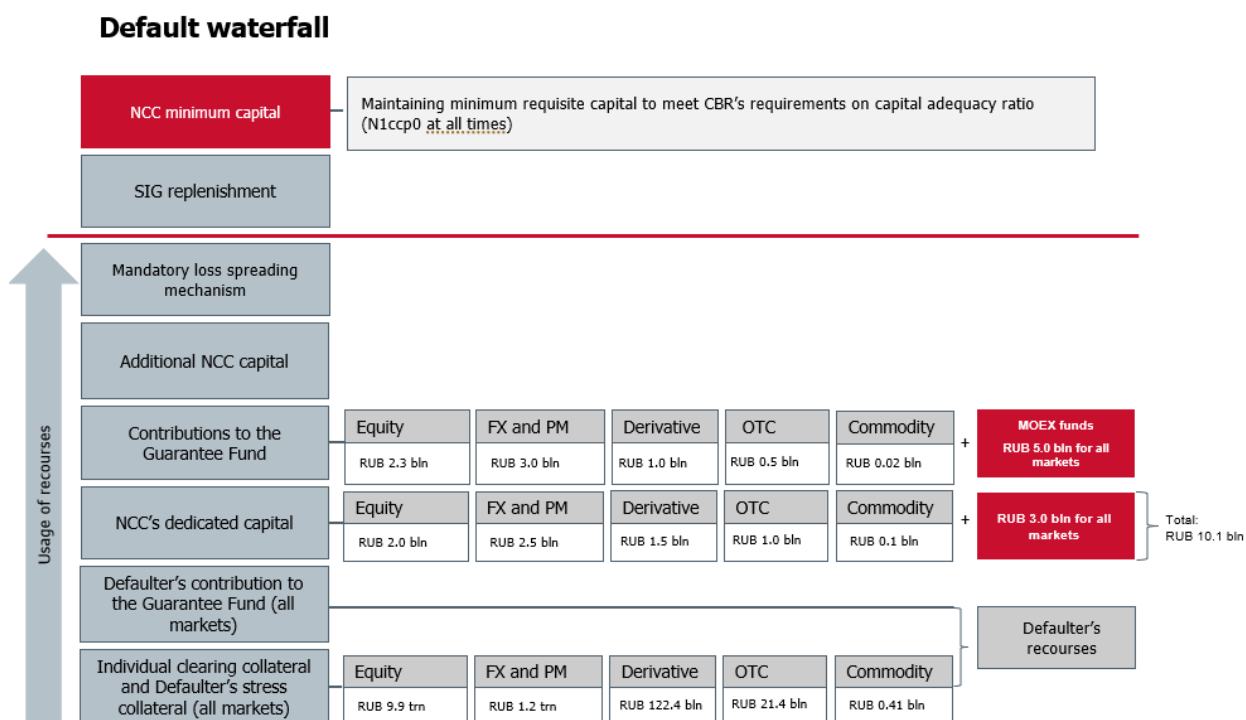 Default waterfall
NCC minimum capital
Maintaining minimum requisite capital to meet CBR's requirements on capital adequacy ratio
(N1ccp0 at all times)
SIG replenishment
Mandatory loss spreading
mechanism
Additional NCC capital
Usage of recourses
Contributions to the
Guarantee Fund
Equity
RUB 2.3 bln
FX and PM
RUB 3.0 bln
Derivative
RUB 1.0 bln
OTC
RUB 0.5 bln
Commodity
RUB 0.02 bln
+
MOEX funds
RUB 5.0 bln for all
markets
NCC's dedicated capital
Equity
RUB 2.0 bln
FX and PM
RUB 2.5 bln
Derivative
RUB 1.5 bln
OTC
RUB 1.0 bln
Commodity
RUB 0.1 bln
+
RUB 3.0 bln for all
markets
Total:
RUB 10.1 bln
Defaulter's contribution to
the Guarantee Fund (all
markets)
Defaulter's
recourses
Individual clearing collateral
and Defaulter's stress
collateral (all markets)
Equity
RUB 9.9 trn
FX and PM
RUB 1.2 trn
Derivative
RUB 122.4 bln
OTC
RUB 21.4 bln
Commodity
RUB 0.41 bln